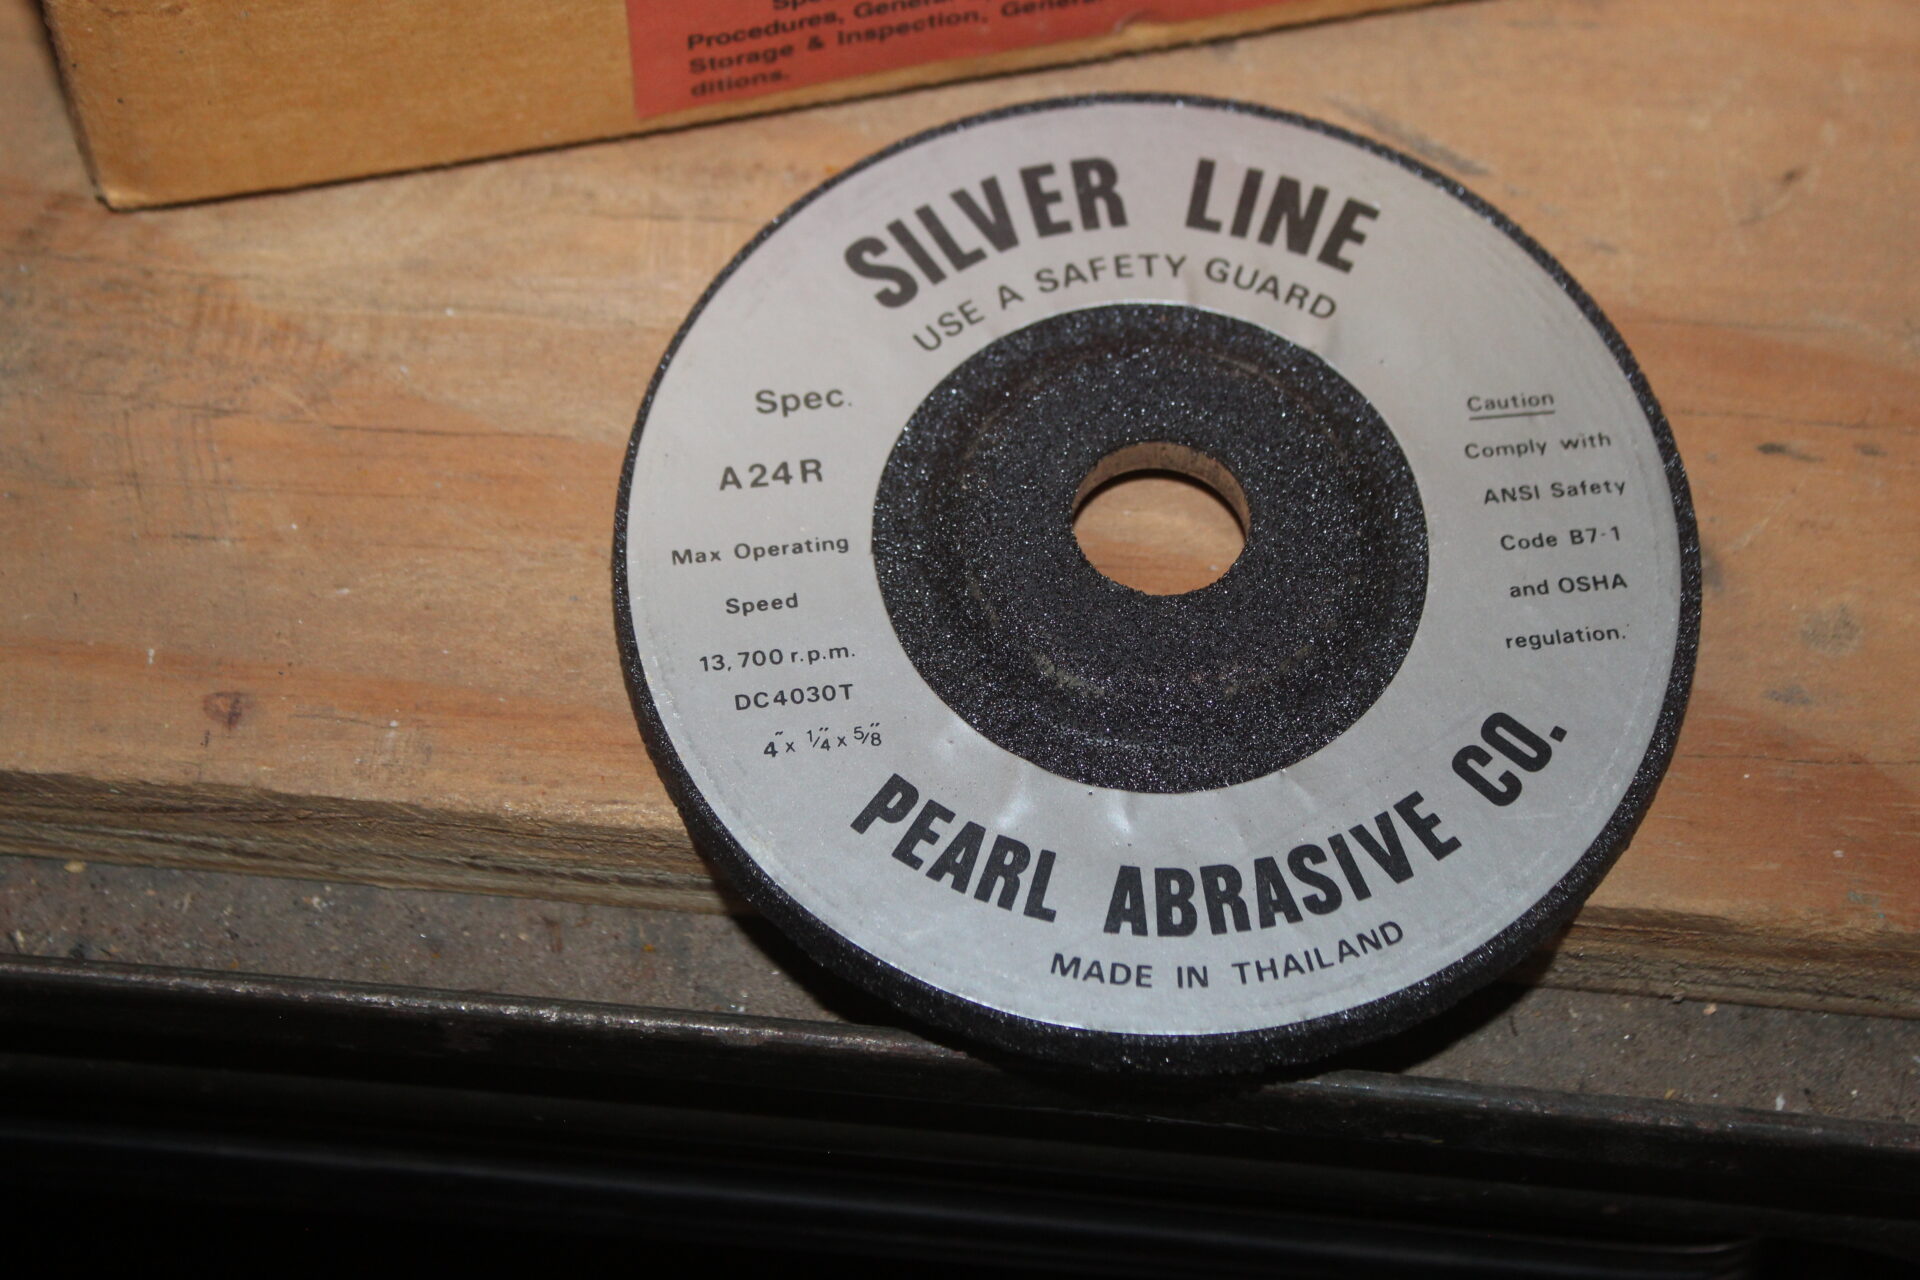 Procedures, General
Storage & Inspection, General
ditions.
SILVER LINE
USE A SAFETY GUARD
Spec.
A24R
Max Operating
Speed
13,700 r.p.m.
DC4030T
4" x 1/4" x 5/8"
Caution
Comply with
ANSI Safety
Code B7-1
and OSHA
regulation.
PEARL ABRASIVE CO.
MADE IN THAILAND